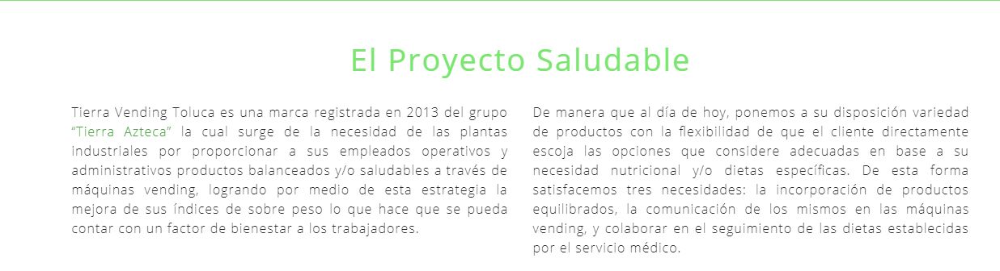 El Proyecto Saludable
Tierra Vending Toluca es una marca registrada en 2013 del grupo
“Tierra Azteca” la cual surge de la necesidad de las plantas
industriales por proporcionar a sus empleados operativos y
administrativos productos balanceados y/o saludables a través de
máquinas vending, logrando por medio de esta estrategia la
mejora de sus índices de sobre peso lo que hace que se pueda
contar con un factor de bienestar a los trabajadores.
De manera que al día de hoy, ponemos a su disposición variedad
de productos con la flexibilidad de que el cliente directamente
escoja las opciones que considere adecuadas en base a su
necesidad nutricional y/o dietas específicas. De esta forma
satisfacemos tres necesidades: la incorporación de productos
equilibrados, la comunicación de los mismos en las máquinas
vending, y colaborar en el seguimiento de las dietas establecidas
por el servicio médico.